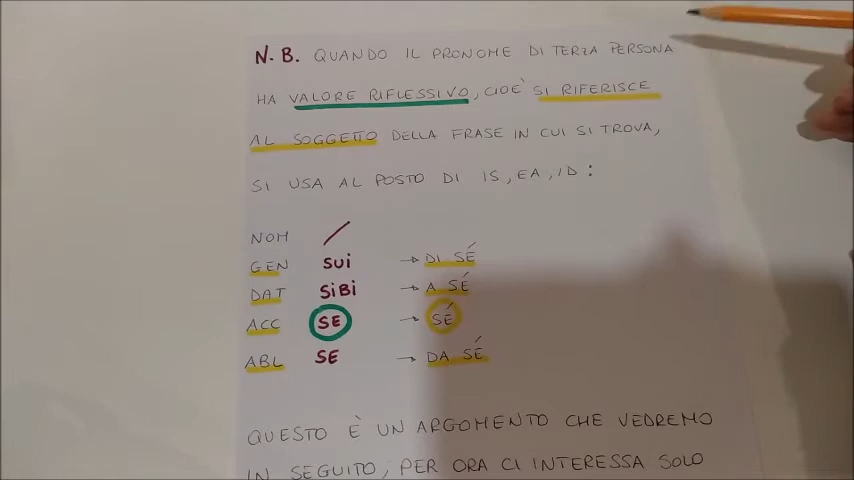 N.B. QUANDO IL PRONOME DI TERZA PERSONA
HA VALORE RIFLESSIVO, CIOÈ SI RIFERISCE
AL SOGGETTO DELLA FRASE IN CUI SI TROVA,
SI USA AL POSTO DI IS, EA, ID:
NOM /
GEN SUI → DI SÉ
DAT SIBI → A SÉ
ACC SE → SÉ
ABL SE → DA SÉ
QUESTO È UN ARGOMENTO CHE VEDREMO
IN SEGUITO, PER ORA CI INTERESSA SOLO